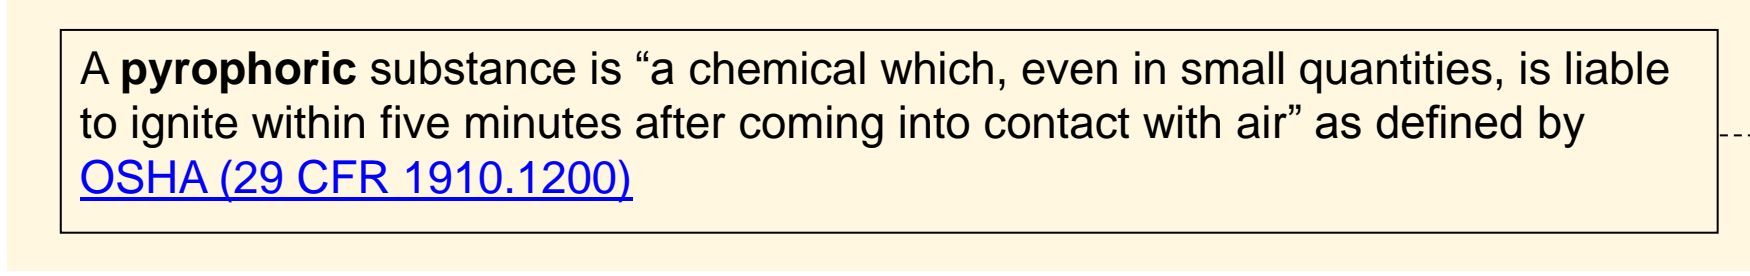 A pyrophoric substance is “a chemical which, even in small quantities, is liable
to ignite within five minutes after coming into contact with air” as defined by
OSHA (29 CFR 1910.1200)